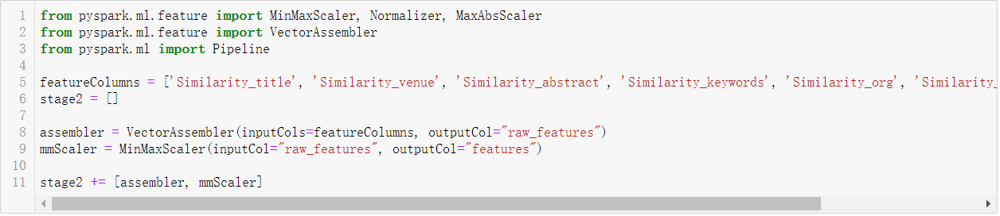 1 from pyspark.ml.feature import MinMaxScaler, Normalizer, MaxAbsScaler
2 from pyspark.ml.feature import VectorAssembler
3 from pyspark.ml import Pipeline
4
5 featureColumns = ['Similarity_title', 'Similarity_venue', 'Similarity_abstract', 'Similarity_keywords', 'Similarity_org', 'Similarity_
6 stage2 = []
7
8 assembler = VectorAssembler(inputCols=featureColumns, outputCol="raw_features")
9 mmScaler = MinMaxScaler(inputCol="raw_features", outputCol="features")
10
11 stage2 += [assembler, mmScaler]